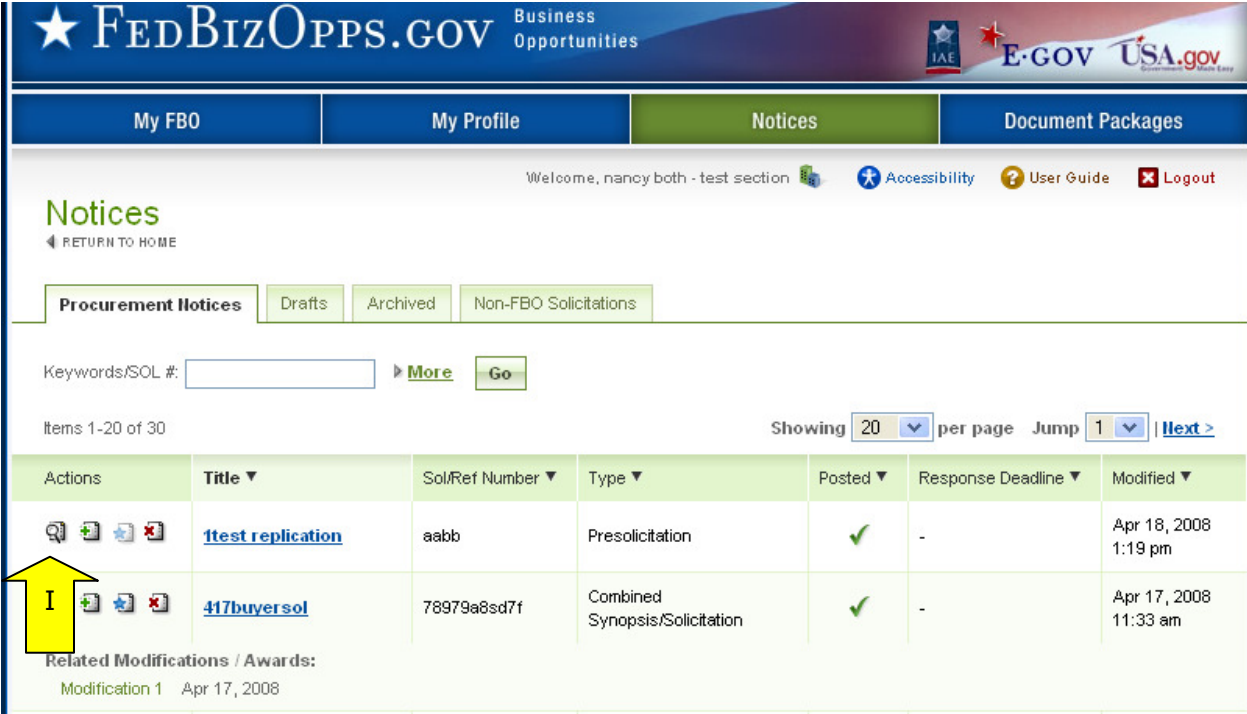 FEDBIZOPPS.GOV Business Opportunities
IAE E-GOV USA.gov
Government Made Easy
My FBO My Profile Notices Document Packages
Welcome, nancy both - test section Accessibility User Guide Logout
Notices
RETURN TO HOME
Procurement Notices Drafts Archived Non-FBO Solicitations
Keywords/SOL #: More Go
Items 1-20 of 30 Showing 20 per page Jump 1 | Next >
Actions Title ▼ Sol/Ref Number ▼ Type ▼ Posted ▼ Response Deadline ▼ Modified ▼
1test replication aabb Presolicitation - Apr 18, 2008
1:19 pm
I 417buyersol 78979a8sd7f Combined Synopsis/Solicitation - Apr 17, 2008
11:33 am
Related Modifications / Awards:
Modification 1 Apr 17, 2008